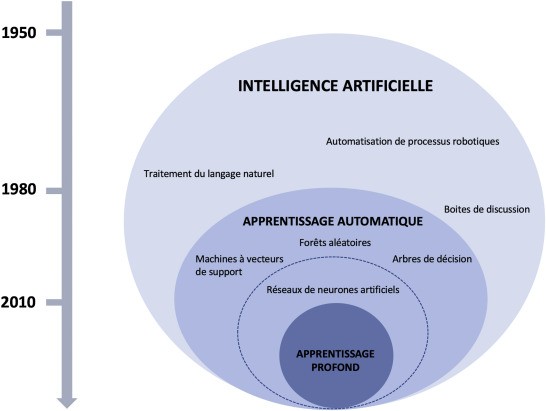 1950
INTELLIGENCE ARTIFICIELLE
Automatisation de processus robotiques
Traitement du langage naturel
1980
Boites de discussion
APPRENTISSAGE AUTOMATIQUE
Forêts aléatoires
Machines à vecteurs
de support
Arbres de décision
Réseaux de neurones artificiels
2010
APPRENTISSAGE
PROFOND